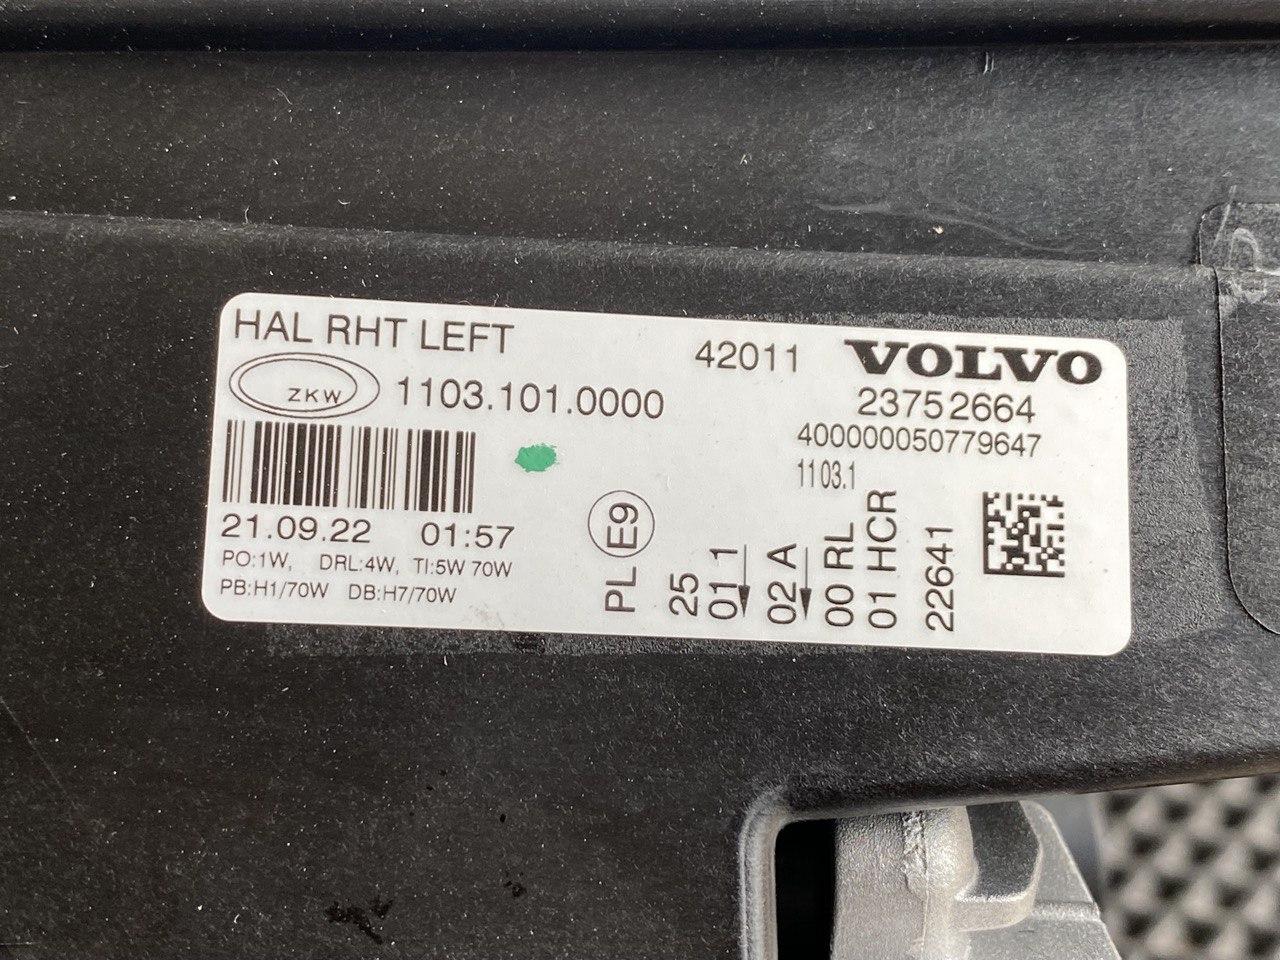 HAL RHT LEFT
42011
VOLVO
ZKW
1103.101.0000
23752664
400000050779647
1103.1
21.09.22 01:57
PO:1W, DRL:4W, TI:5W 70W
PB:H1/70W DB:H7/70W
PL E9
25
01 1
02 A
00 RL
01 HCR
22641